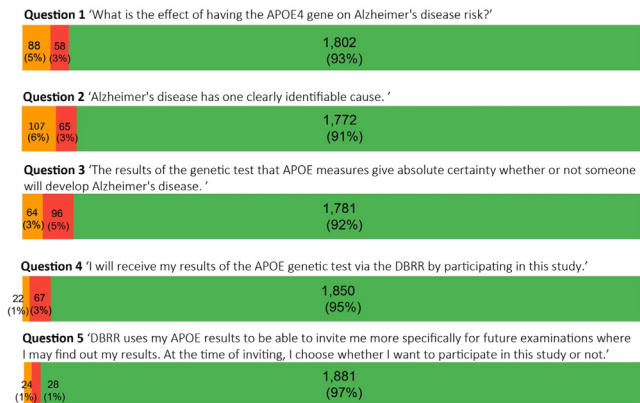 Question 1 ‘What is the effect of having the APOE4 gene on Alzheimer's disease risk?’
88 58 1,802
(5%) (3%) (93%)
Question 2 ‘Alzheimer's disease has one clearly identifiable cause. ’
107 65 1,772
(6%) (3%) (91%)
Question 3 ‘The results of the genetic test that APOE measures give absolute certainty whether or not someone
will develop Alzheimer's disease. ’
64 96 1,781
(3%) (5%) (92%)
Question 4 ‘I will receive my results of the APOE genetic test via the DBRR by participating in this study.’
22 67 1,850
(1%) (3%) (95%)
Question 5 ‘DBRR uses my APOE results to be able to invite me more specifically for future examinations where
I may find out my results. At the time of inviting, I choose whether I want to participate in this study or not.’
24 28 1,881
(1%) (1%) (97%)